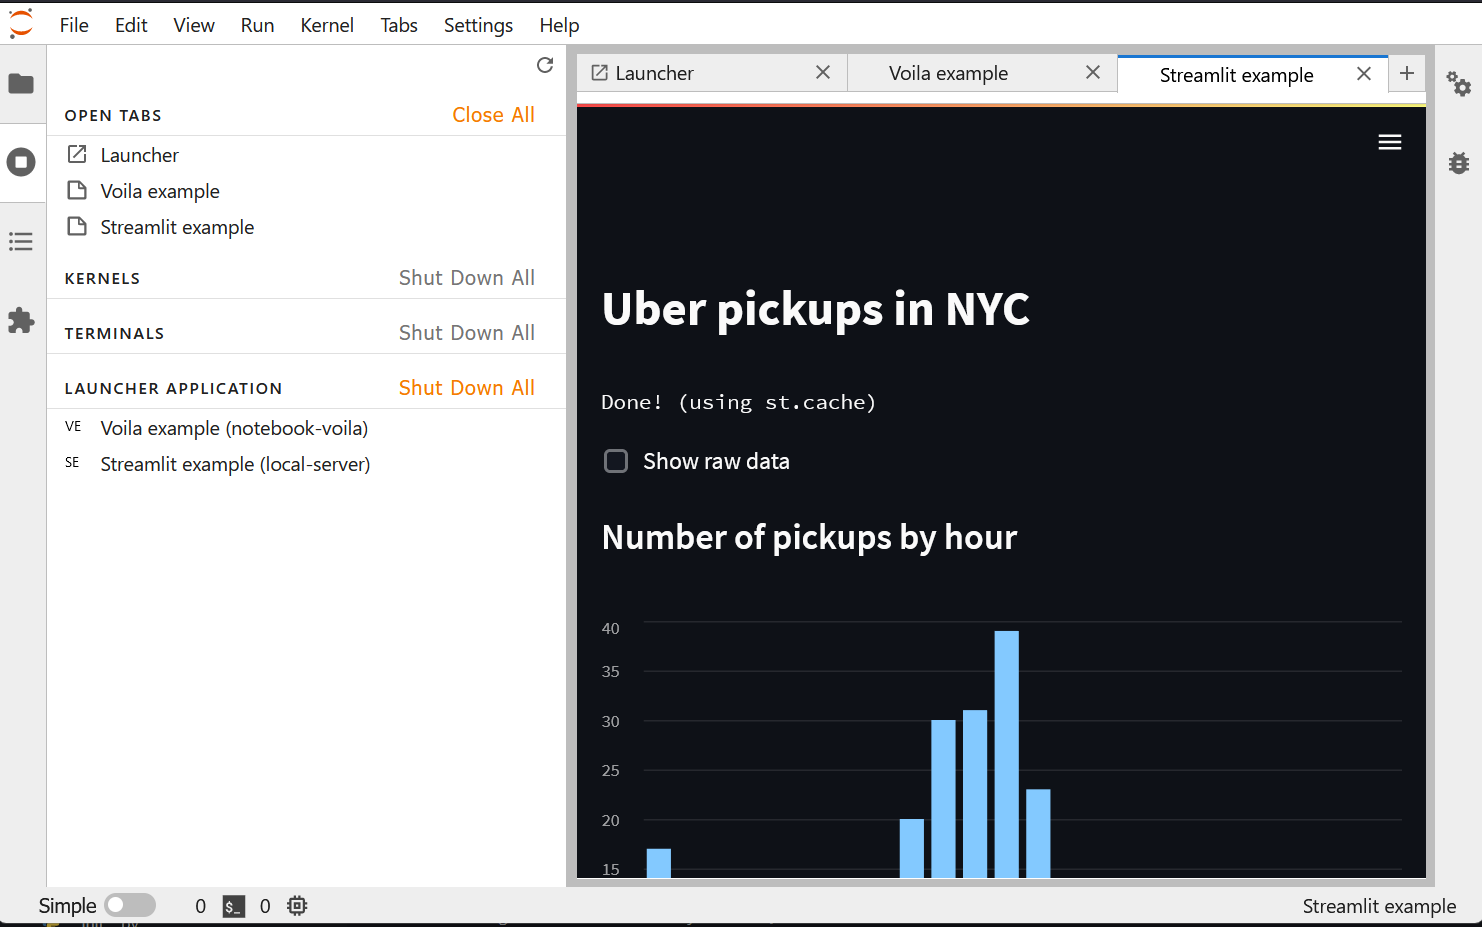 File Edit View Run Kernel Tabs Settings Help
OPEN TABS Close All
Launcher
Voila example
Streamlit example
KERNELS Shut Down All
TERMINALS Shut Down All
LAUNCHER APPLICATION Shut Down All
VE Voila example (notebook-voila)
SE Streamlit example (local-server)
Launcher Voila example Streamlit example
Uber pickups in NYC
Done! (using st.cache)
Show raw data
Number of pickups by hour
40
35
30
25
20
15
Simple 0 $_ 0 Streamlit example